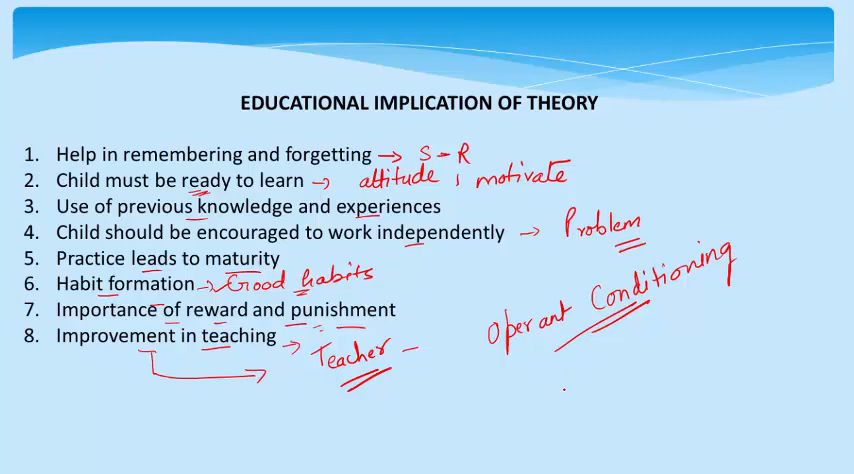 EDUCATIONAL IMPLICATION OF THEORY
1. Help in remembering and forgetting → S - R
2. Child must be ready to learn → attitude, motivate
3. Use of previous knowledge and experiences
4. Child should be encouraged to work independently → Problem
5. Practice leads to maturity
6. Habit formation → Good habits
7. Importance of reward and punishment
8. Improvement in teaching → Teacher -
Operant Conditioning